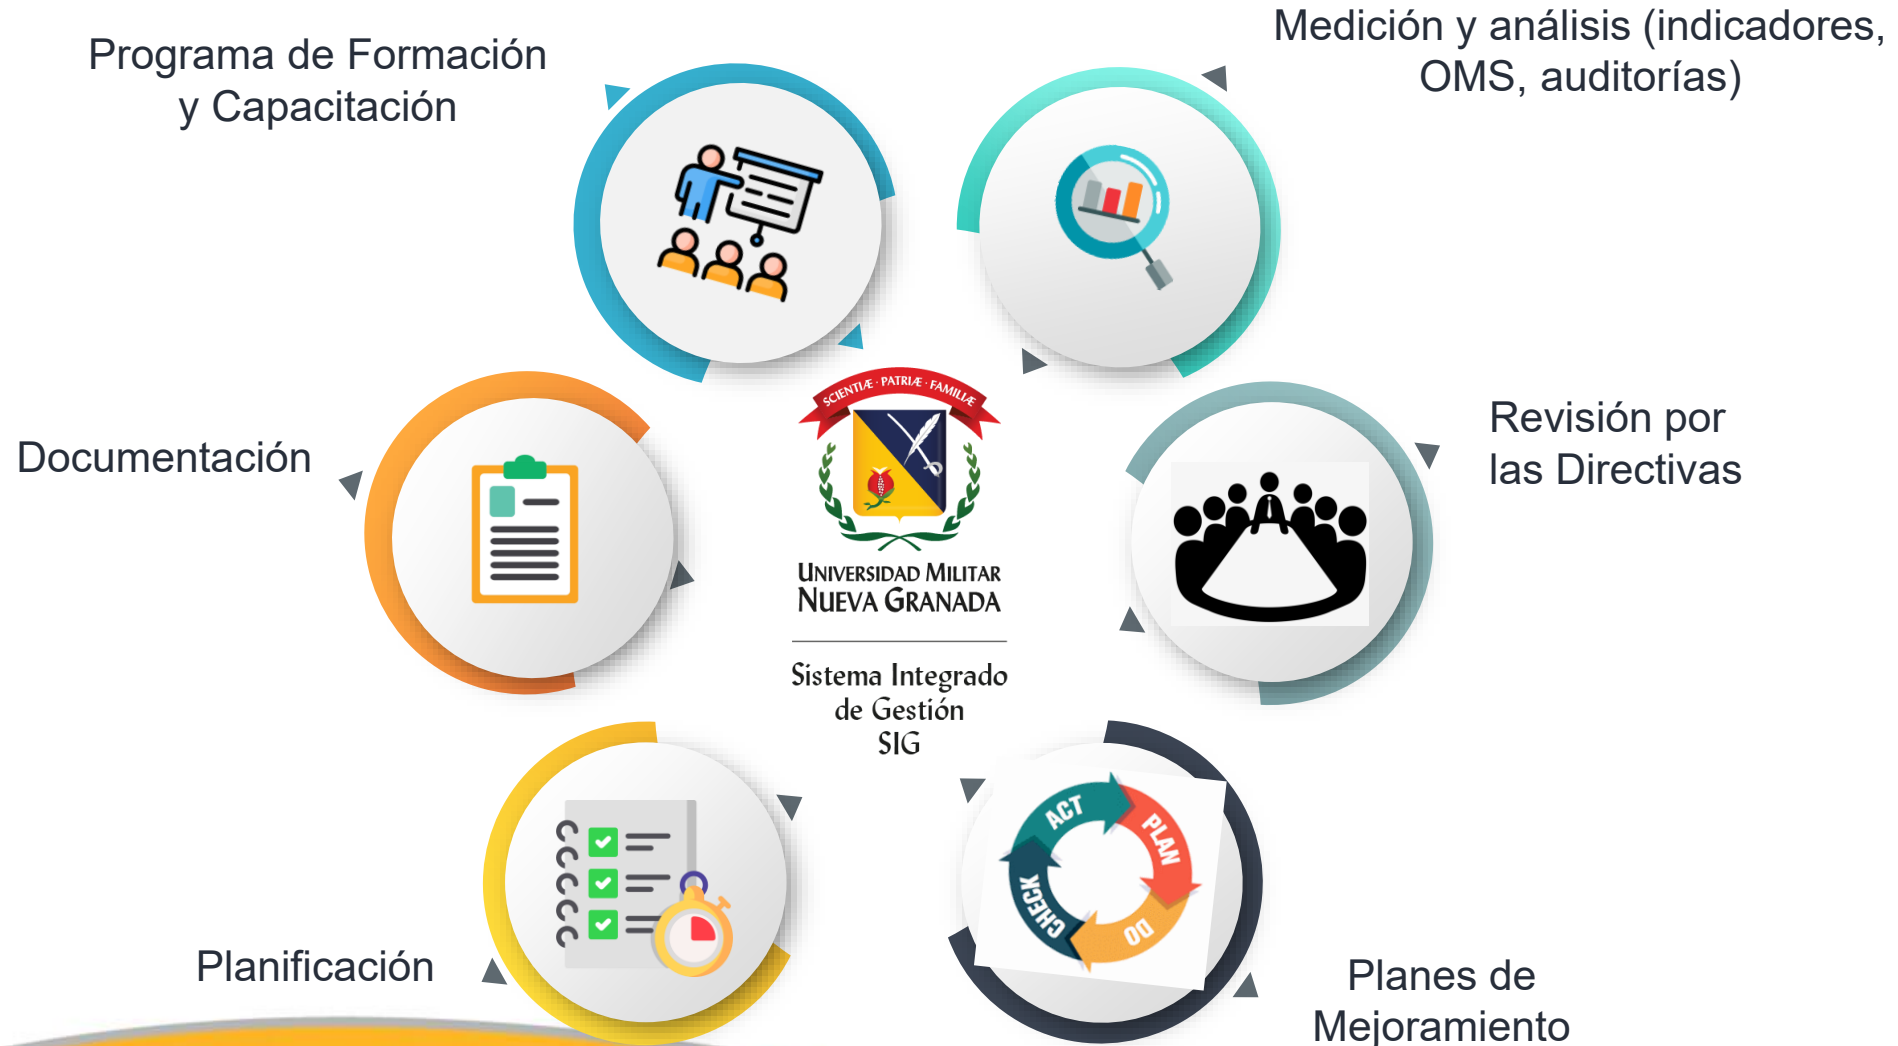 Programa de Formación
y Capacitación
Medición y análisis (indicadores,
OMS, auditorías)
Documentación
SCIENTIÆ · PATRIÆ · FAMILIÆ
UNIVERSIDAD MILITAR
NUEVA GRANADA
Sistema Integrado
de Gestión
SIG
Revisión por
las Directivas
Planificación
ACT
PLAN
DO
CHECK
Planes de
Mejoramiento